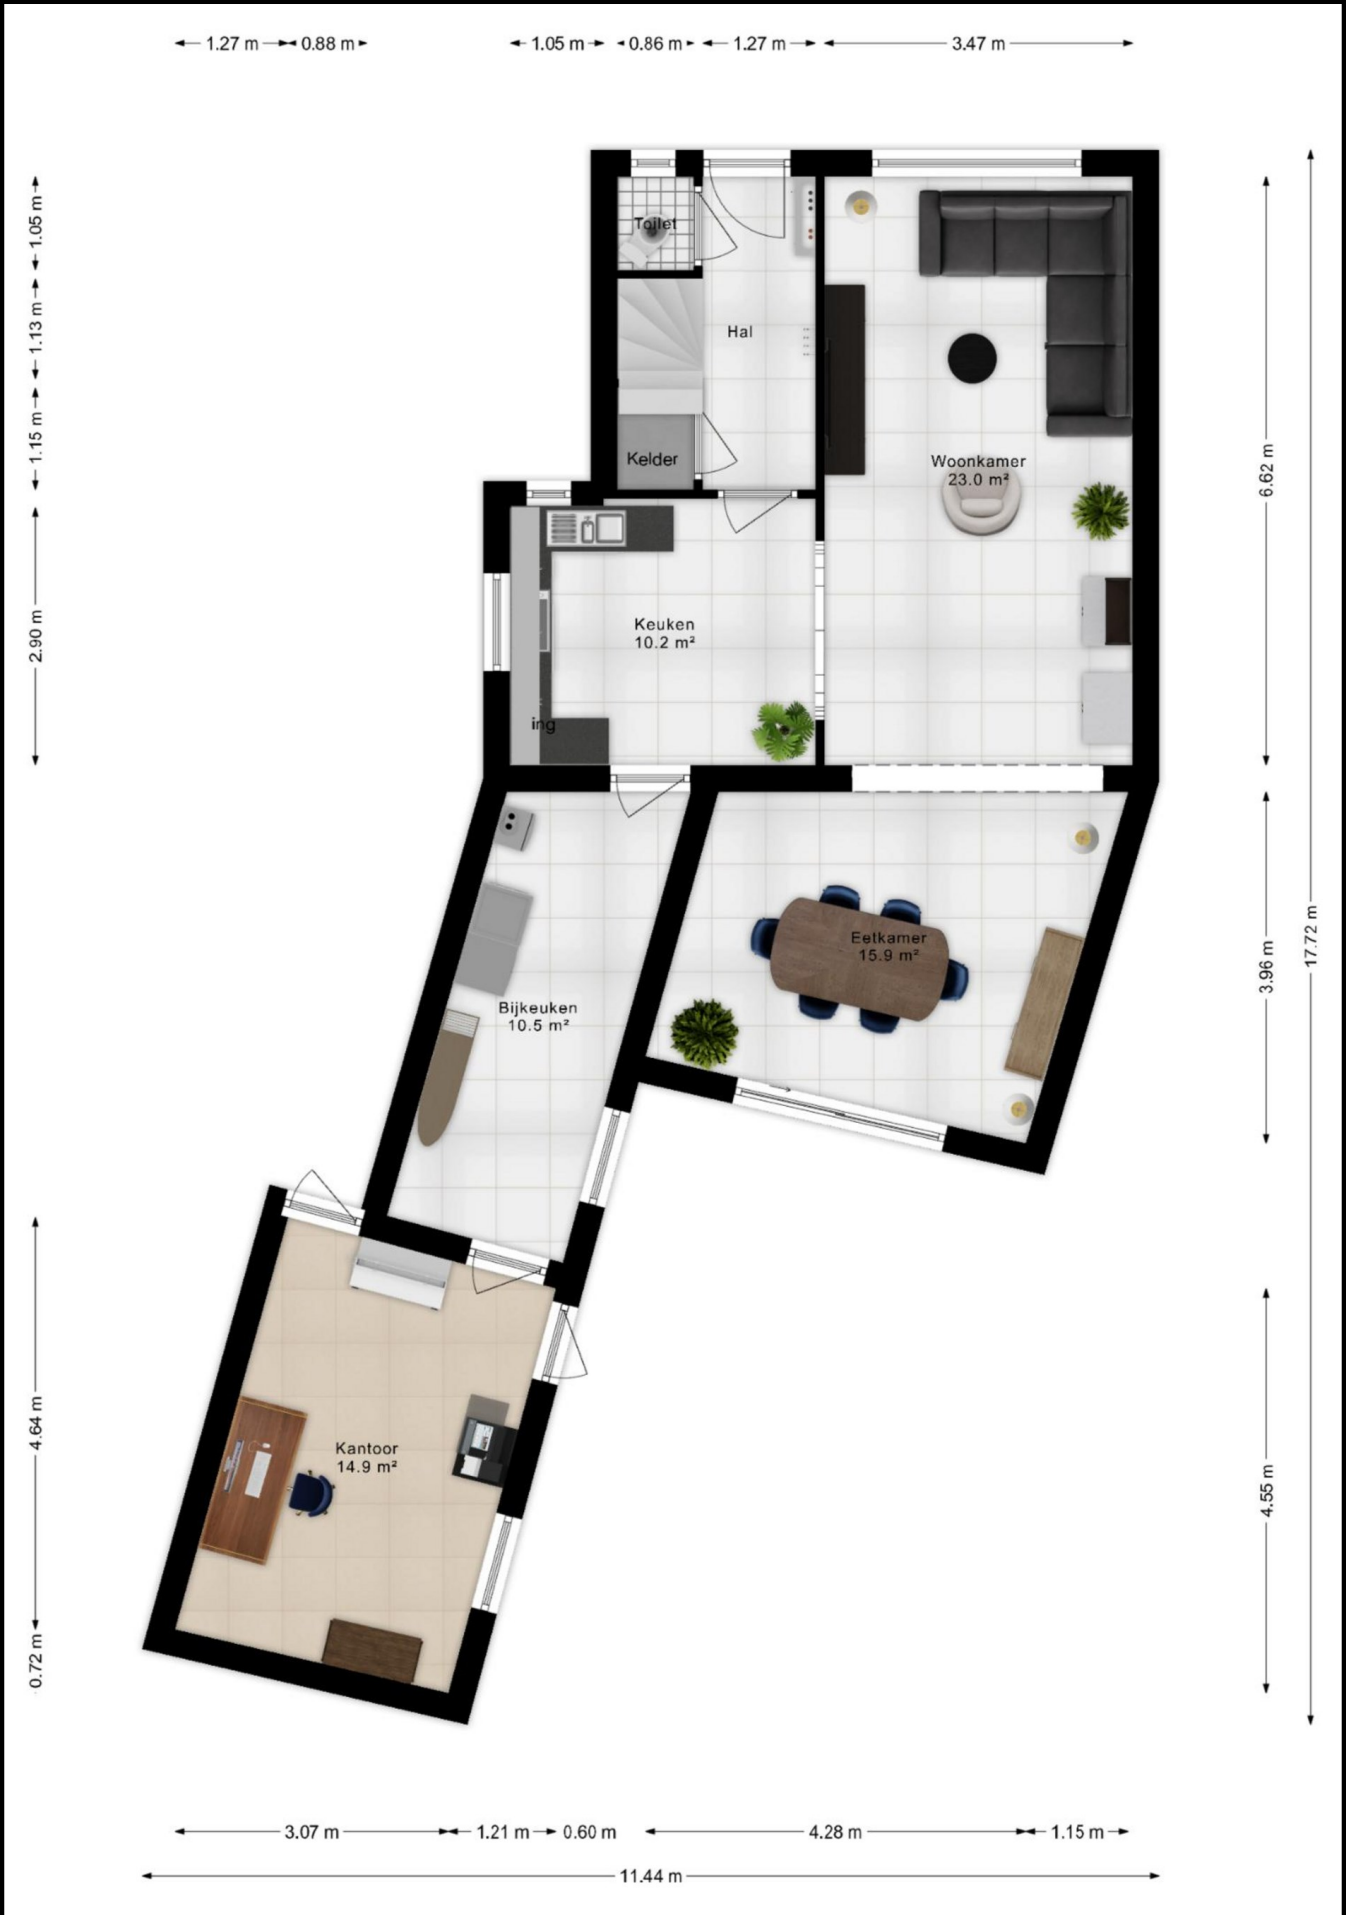 1.27 m 0.88 m 1.05 m 0.86 m 1.27 m 3.47 m
1.05 m
1.13 m
1.15 m
2.90 m
4.64 m
0.72 m
Toilet
Hal
Kelder
Woonkamer
23.0 m²
Keuken
10.2 m²
ing
Eetkamer
15.9 m²
Bijkeuken
10.5 m²
Kantoor
14.9 m²
6.62 m
3.96 m
4.55 m
17.72 m
3.07 m 1.21 m 0.60 m 4.28 m 1.15 m
11.44 m